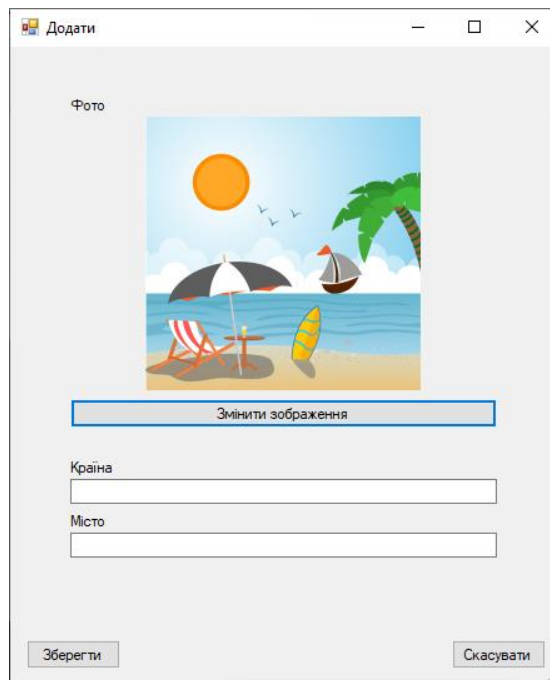 Додати
Фото
Змінити зображення
Країна
Місто
Зберегти
Скасувати